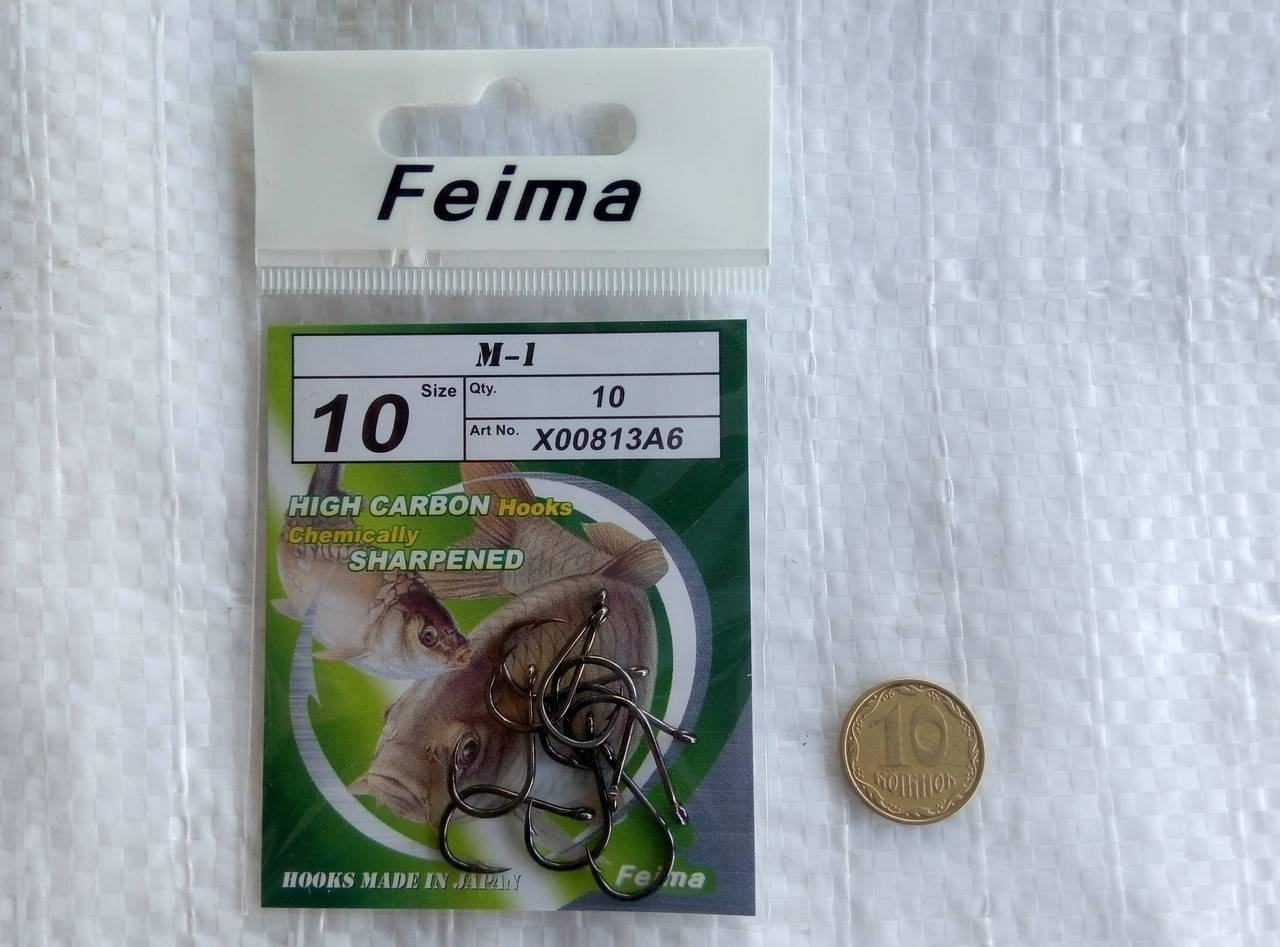 Feima
M-1
10 Size
Qty. 10
Art No. X00813A6
HIGH CARBON Hooks
Chemically
SHARPENED
HOOKS MADE IN JAPAN
Feima
10
КОПІЙОК